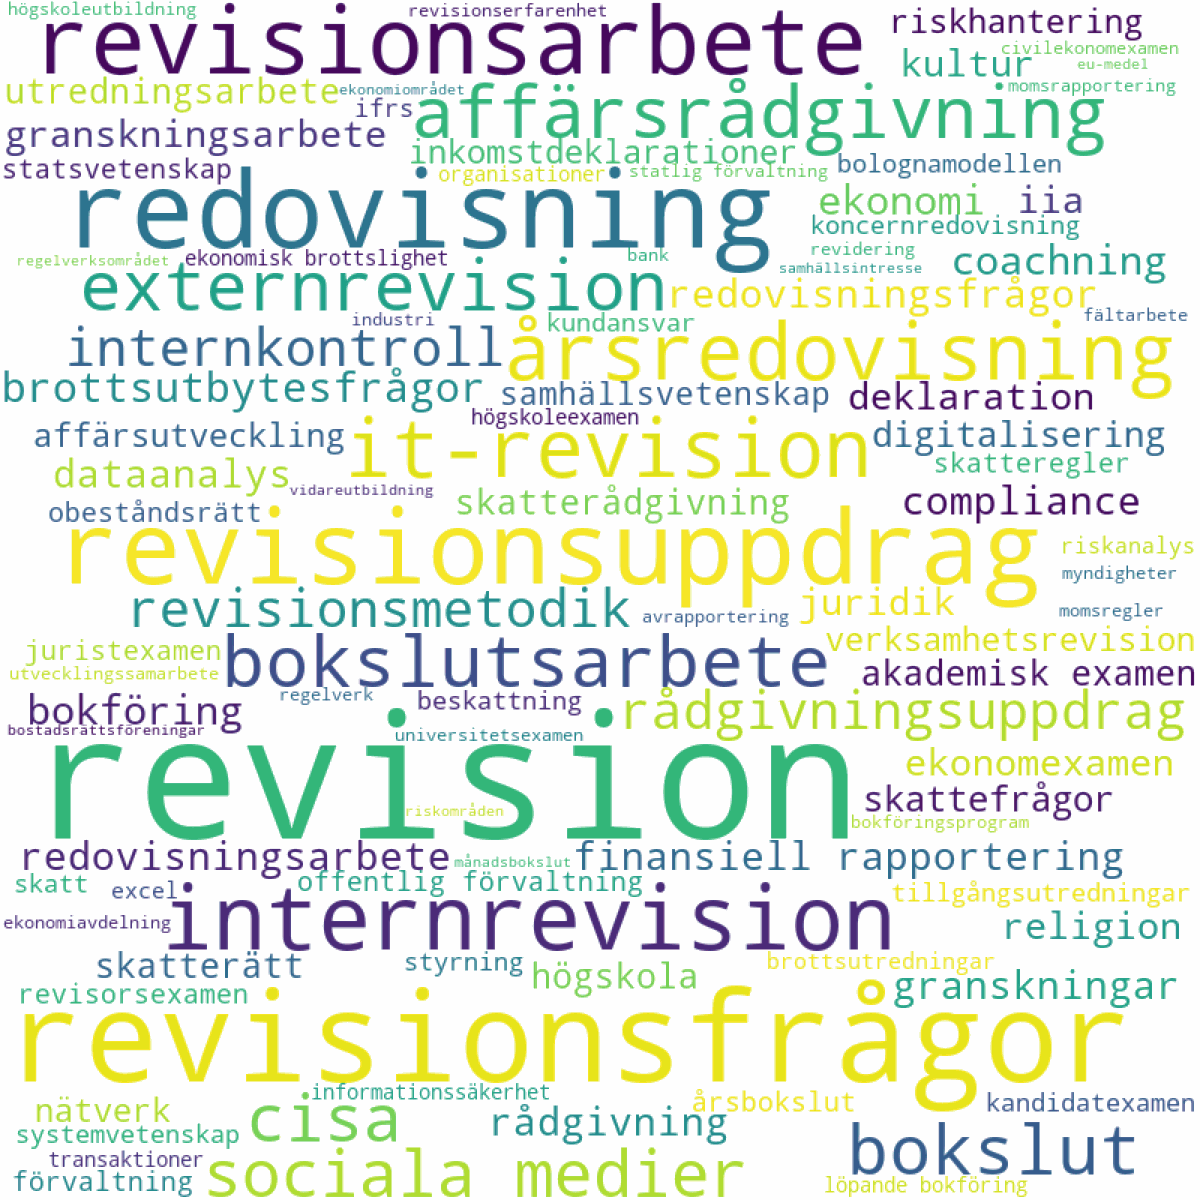 högskoleutbildning
revisionserfarenhet
revisionsarbete
riskhantering
civilekonomexamen
kultur
eu-medel
utredningsarbete
ekonomiområdet
momsrapportering
affärsrådgivning
ifrs
granskningsarbete
inkomstdeklarationer
bolognamodellen
statsvetenskap
organisationer
statlig förvaltning
redovisning
ekonomi
iia
koncernredovisning
regelverksområdet
ekonomisk brottslighet
bank
revidering
samhällsintresse
coachning
externrevision
redovisningsfrågor
industri
kundansvar
fältarbete
internkontroll
årsredovisning
brottsutbytesfrågor
samhällsvetenskap
deklaration
högskoleexamen
affärsutveckling
it-revision
digitalisering
dataanalys
skatteregler
vidareutbildning
skatterådgivning
compliance
obeståndsrätt
revisionsuppdrag
riskanalys
myndigheter
revisionsmetodik
avrapportering
juridik
momsregler
juristexamen
bokslutsarbete
verksamhetsrevision
utvecklingssamarbete
akademisk examen
regelverk
beskattning
bokföring
rådgivningsuppdrag
bostadsrättsföreningar
universitetsexamen
revision
ekonomexamen
skattefrågor
riskområden
bokföringsprogram
redovisningsarbete
månadsbokslut
finansiell rapportering
skatt
excel
offentlig förvaltning
tillgångsutredningar
ekonomiavdelning
internrevision
religion
skatterätt
styrning
högskola
brottsutredningar
revisorsexamen
granskningar
revisionsfrågor
informationssäkerhet
nätverk
cisa
årsbokslut
kandidatexamen
systemvetenskap
rådgivning
bokslut
transaktioner
förvaltning
sociala medier
löpande bokföring